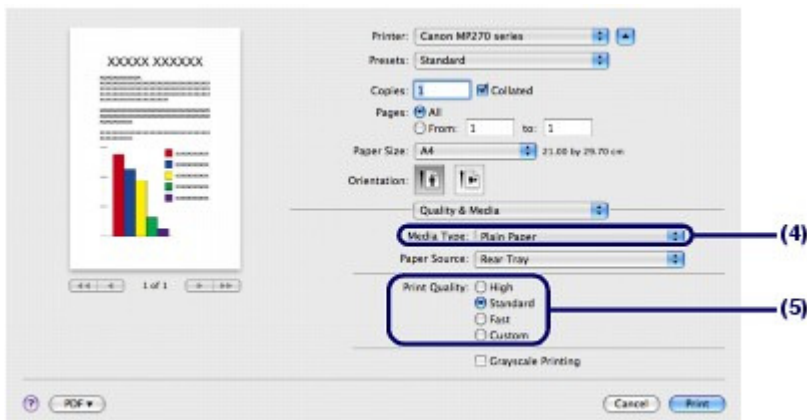 Printer: Canon MP270 series
Presets: Standard
Copies: 1 Collated
Pages: All
From: 1 to: 1
Paper Size: A4 21.00 by 29.70 cm
Orientation:
Quality & Media
Media Type: Plain Paper (4)
Paper Source: Rear Tray
Print Quality: High
Standard (5)
Fast
Custom
Grayscale Printing
XXXXX XXXXXX
1 of 1
? PDF Cancel Print